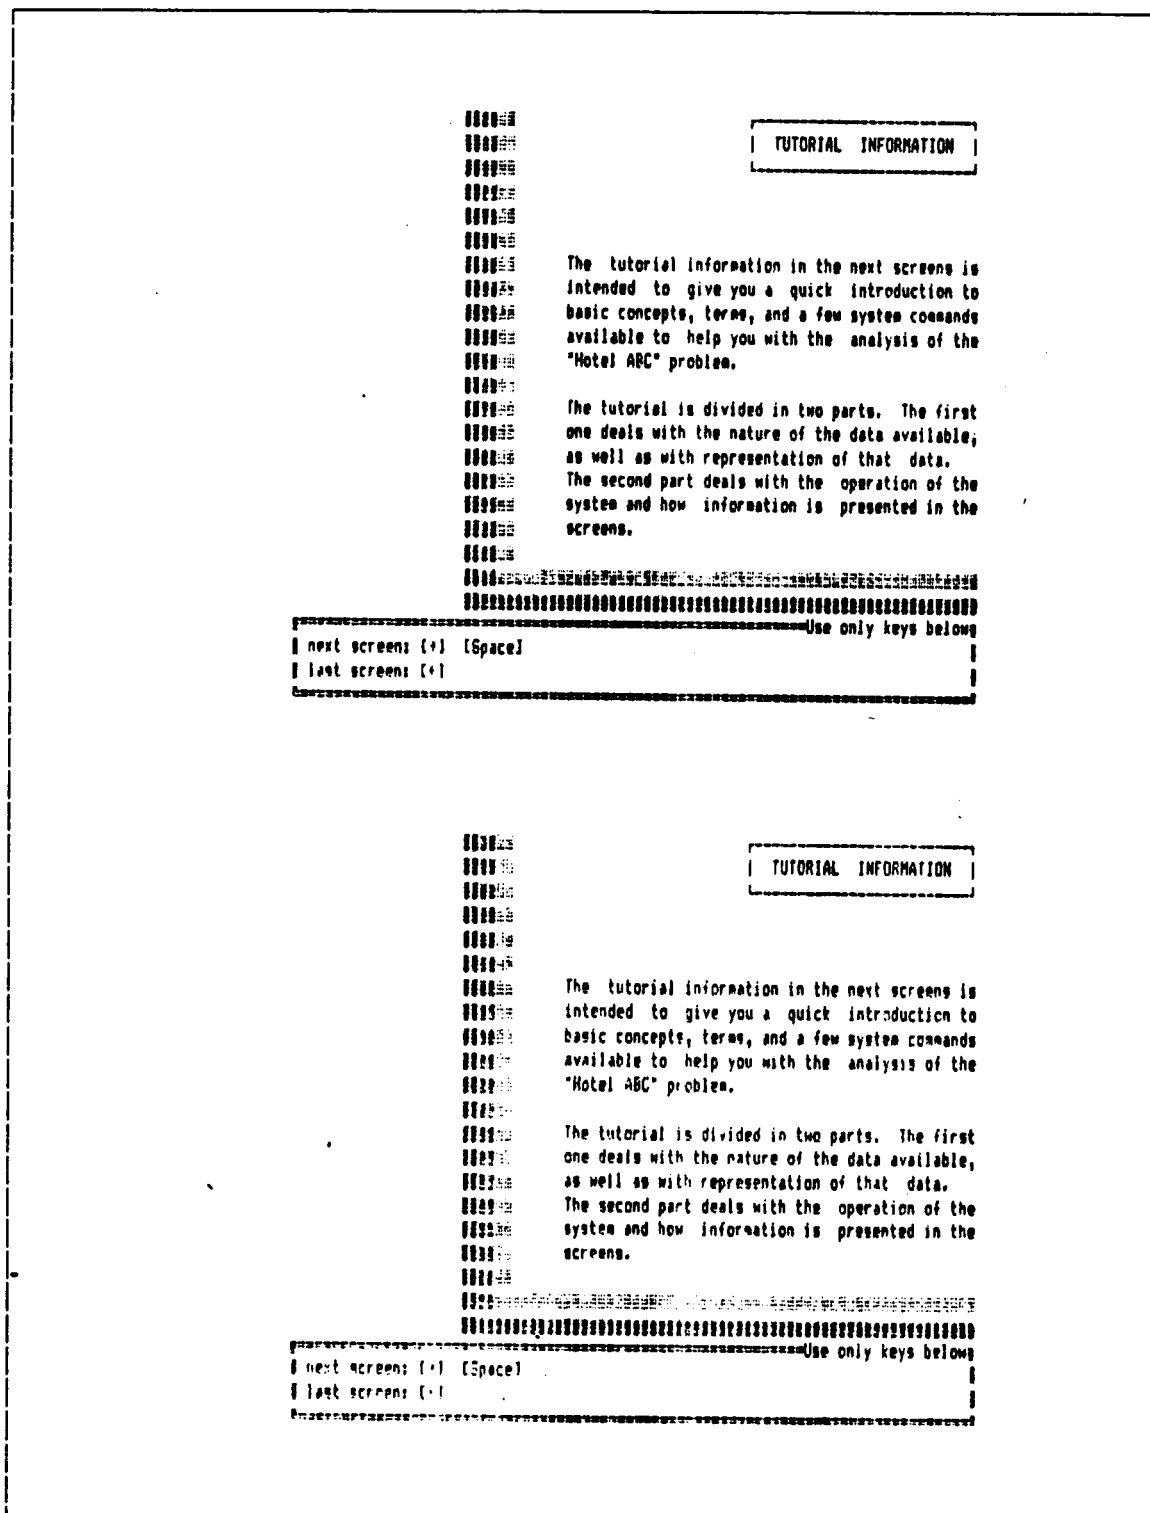 TUTORIAL INFORMATION
The tutorial information in the next screens is
intended to give you a quick introduction to
basic concepts, terms, and a few system commands
available to help you with the analysis of the
"Hotel ABC" problem.
The tutorial is divided in two parts. The first
one deals with the nature of the data available,
as well as with representation of that data.
The second part deals with the operation of the
system and how information is presented in the
screens.
Use only keys below
next screen: [+] [Space]
last screen: [+]
TUTORIAL INFORMATION
The tutorial information in the next screens is
intended to give you a quick introduction to
basic concepts, terms, and a few system commands
available to help you with the analysis of the
"Hotel ABC" problem.
The tutorial is divided in two parts. The first
one deals with the nature of the data available,
as well as with representation of that data.
The second part deals with the operation of the
system and how information is presented in the
screens.
Use only keys below
next screen: [Space]
last screen: